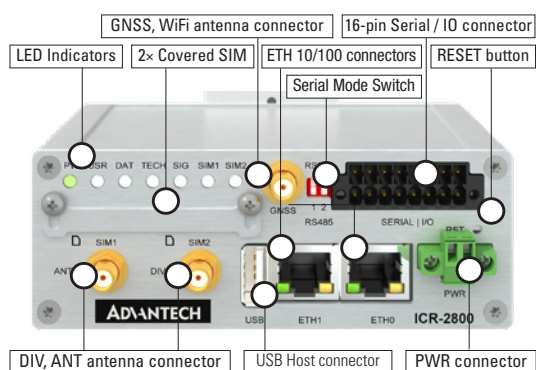 GNSS, WiFi antenna connector
16-pin Serial / IO connector
LED Indicators
2× Covered SIM
ETH 10/100 connectors
RESET button
Serial Mode Switch
DAT TECH SIG SIM1 SIM2
GNSS
1 2
RS485
SERIAL | I/O
RST
SIM1
SIM2
ANT
DIV
PWR
ADVANTECH
USB
ETH1
ETH0
ICR-2800
DIV, ANT antenna connector
USB Host connector
PWR connector